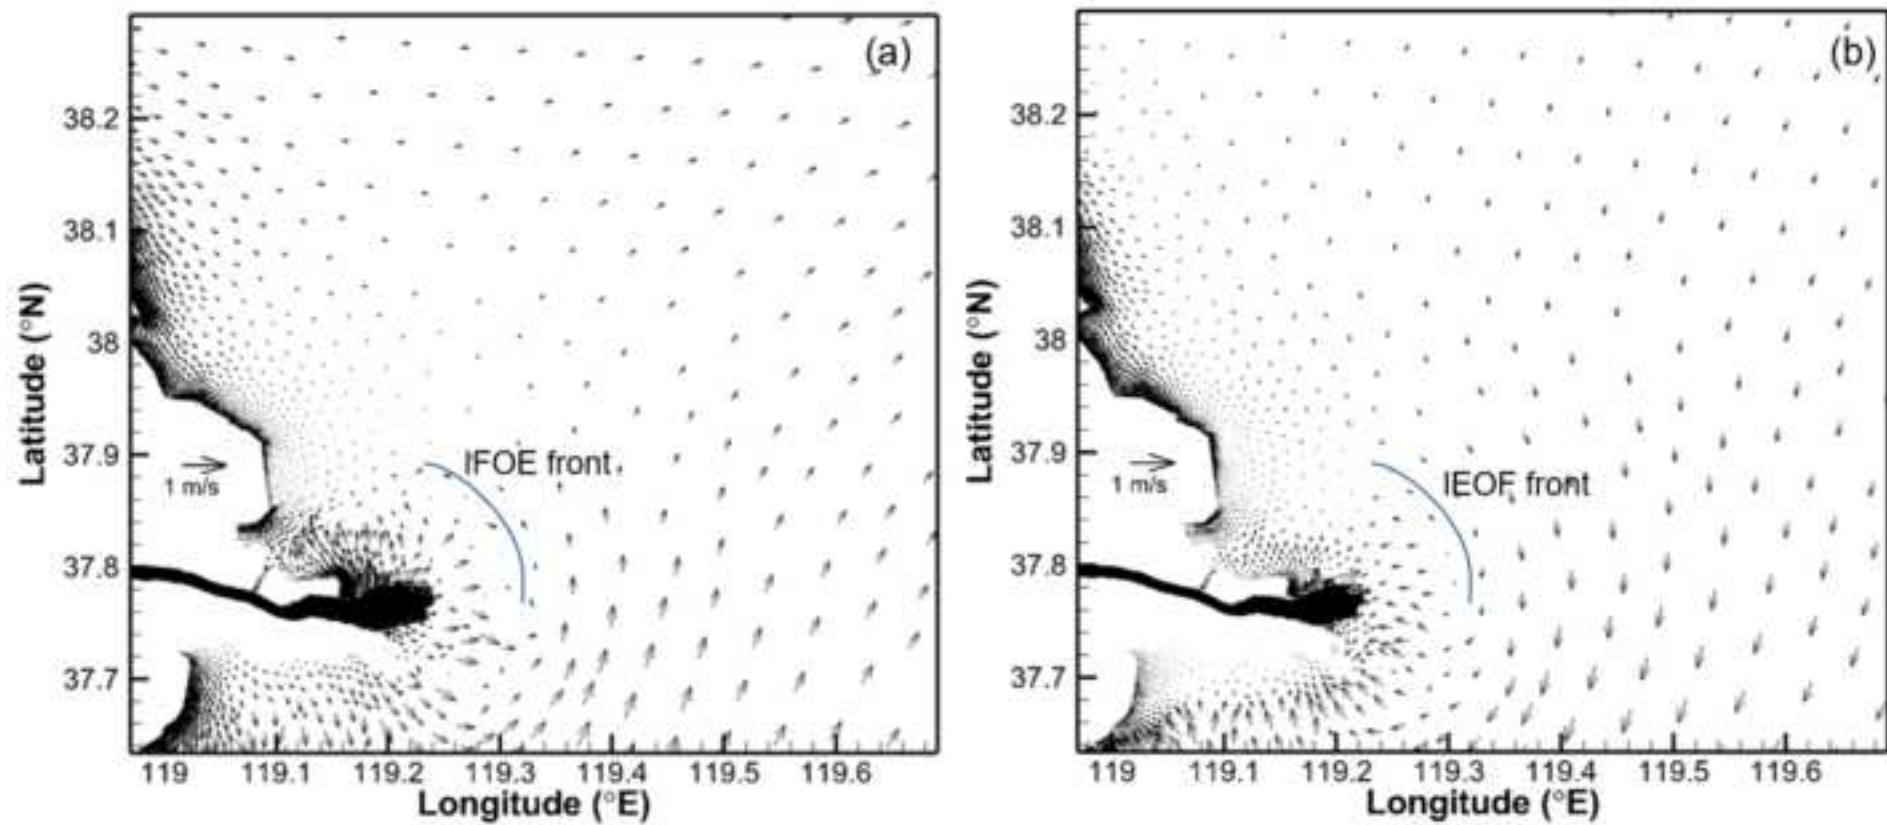 (a)
38.2
38.1
38
37.9
37.8
37.7
Latitude (°N)
IFOE front
1 m/s
119 119.1 119.2 119.3 119.4 119.5 119.6
Longitude (°E)
(b)
38.2
38.1
38
37.9
37.8
37.7
Latitude (°N)
IEOF front
1 m/s
119 119.1 119.2 119.3 119.4 119.5 119.6
Longitude (°E)